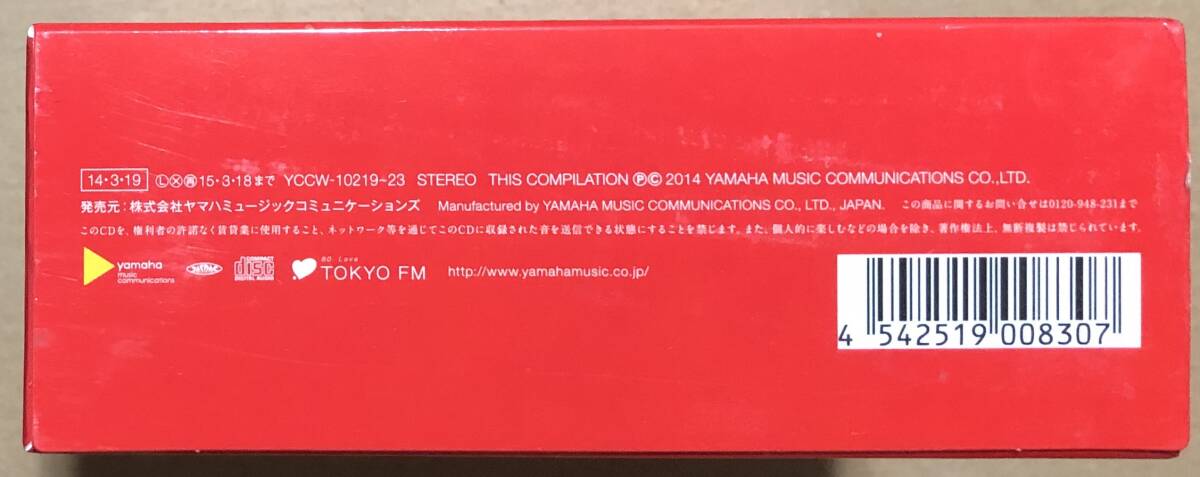 14・3・19 Ⓛ Ⓧ ㊢ 15・3・18まで YCCW-10219~23 STEREO THIS COMPILATION Ⓟ© 2014 YAMAHA MUSIC COMMUNICATIONS CO.,LTD.
発売元:株式会社ヤマハミュージックコミュニケーションズ Manufactured by YAMAHA MUSIC COMMUNICATIONS CO., LTD., JAPAN. この商品に関するお問い合せは0120-948-231まで
このCDを、権利者の許諾なく賃貸業に使用すること、ネットワーク等を通じてこのCDに収録された音を送信できる状態にすることを禁じます。また、個人的に楽しむなどの場合を除き、著作権法上、無断複製は禁じられています。
yamaha
music
communications
JASRAC
COMPACT
disc
DIGITAL AUDIO
80. Love
TOKYO FM
http://www.yamahamusic.co.jp/
4 542519 008307